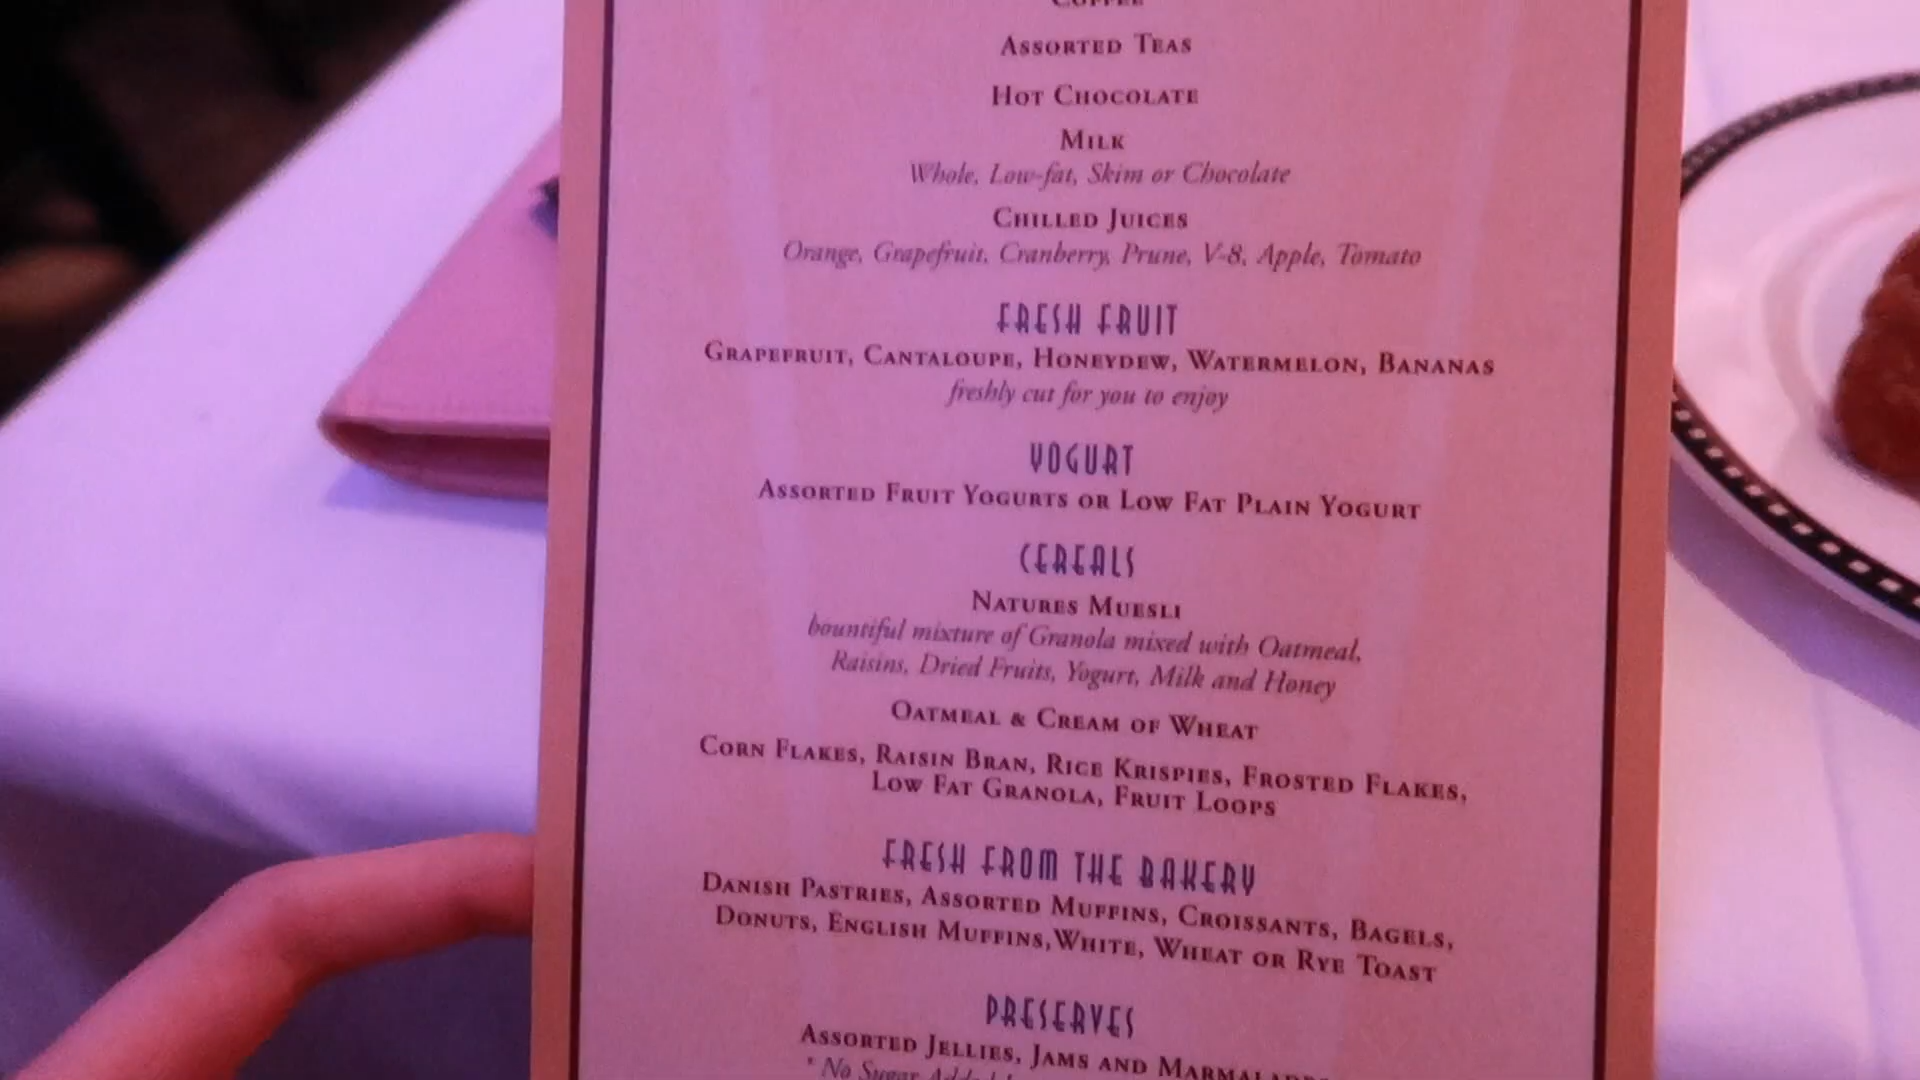 COFFEE
ASSORTED TEAS
HOT CHOCOLATE
MILK
Whole, Low-fat, Skim or Chocolate
CHILLED JUICES
Orange, Grapefruit, Cranberry, Prune, V-8, Apple, Tomato
FRESH FRUIT
GRAPEFRUIT, CANTALOUPE, HONEYDEW, WATERMELON, BANANAS
freshly cut for you to enjoy
YOGURT
ASSORTED FRUIT YOGURTS OR LOW FAT PLAIN YOGURT
CEREALS
NATURES MUESLI
bountiful mixture of Granola mixed with Oatmeal,
Raisins, Dried Fruits, Yogurt, Milk and Honey
OATMEAL & CREAM OF WHEAT
CORN FLAKES, RAISIN BRAN, RICE KRISPIES, FROSTED FLAKES,
LOW FAT GRANOLA, FRUIT LOOPS
FRESH FROM THE BAKERY
DANISH PASTRIES, ASSORTED MUFFINS, CROISSANTS, BAGELS,
DONUTS, ENGLISH MUFFINS, WHITE, WHEAT OR RYE TOAST
PRESERVES
ASSORTED JELLIES, JAMS AND MARMALADES
* No Sugar Added